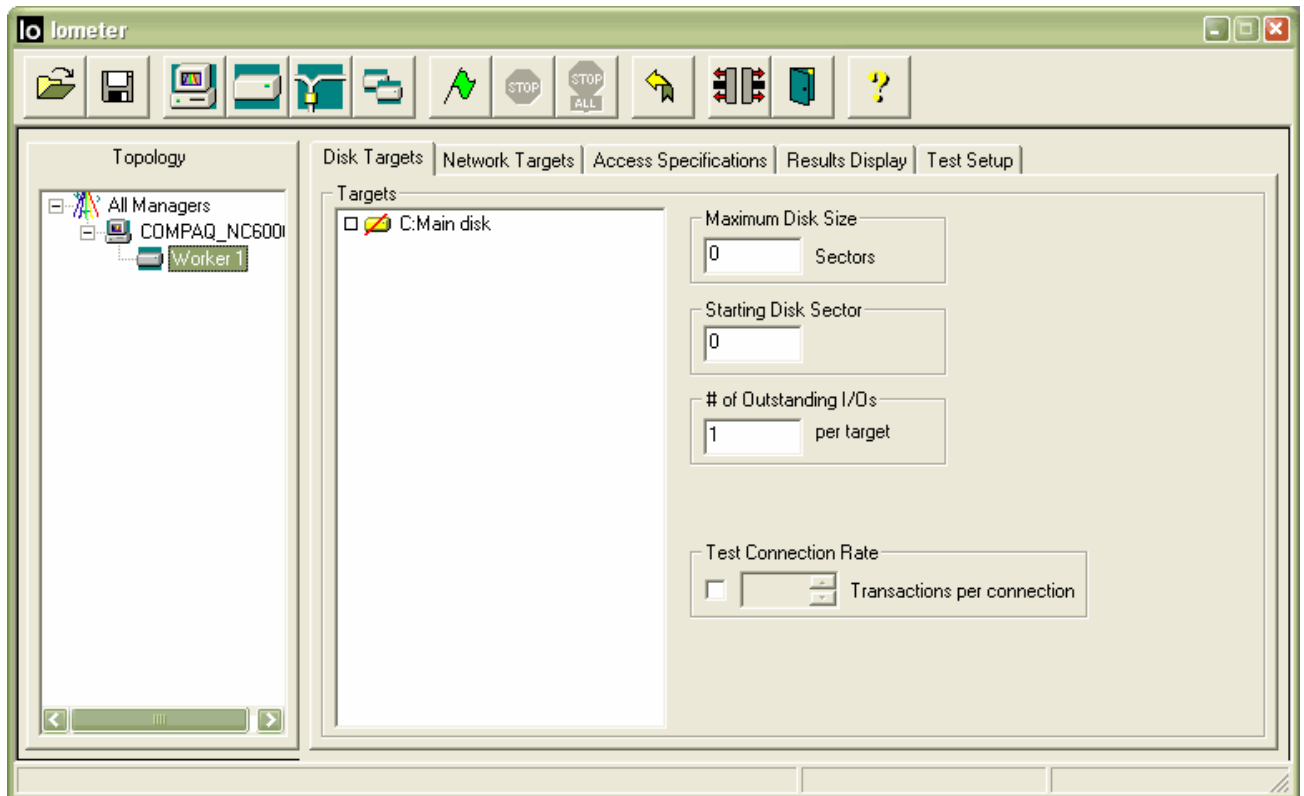 Io Iometer
STOP
STOP
ALL
?
Topology
All Managers
COMPAQ_NC600
Worker 1
Disk Targets
Network Targets
Access Specifications
Results Display
Test Setup
Targets
C:Main disk
Maximum Disk Size
0 Sectors
Starting Disk Sector
0
# of Outstanding I/Os
1 per target
Test Connection Rate
Transactions per connection